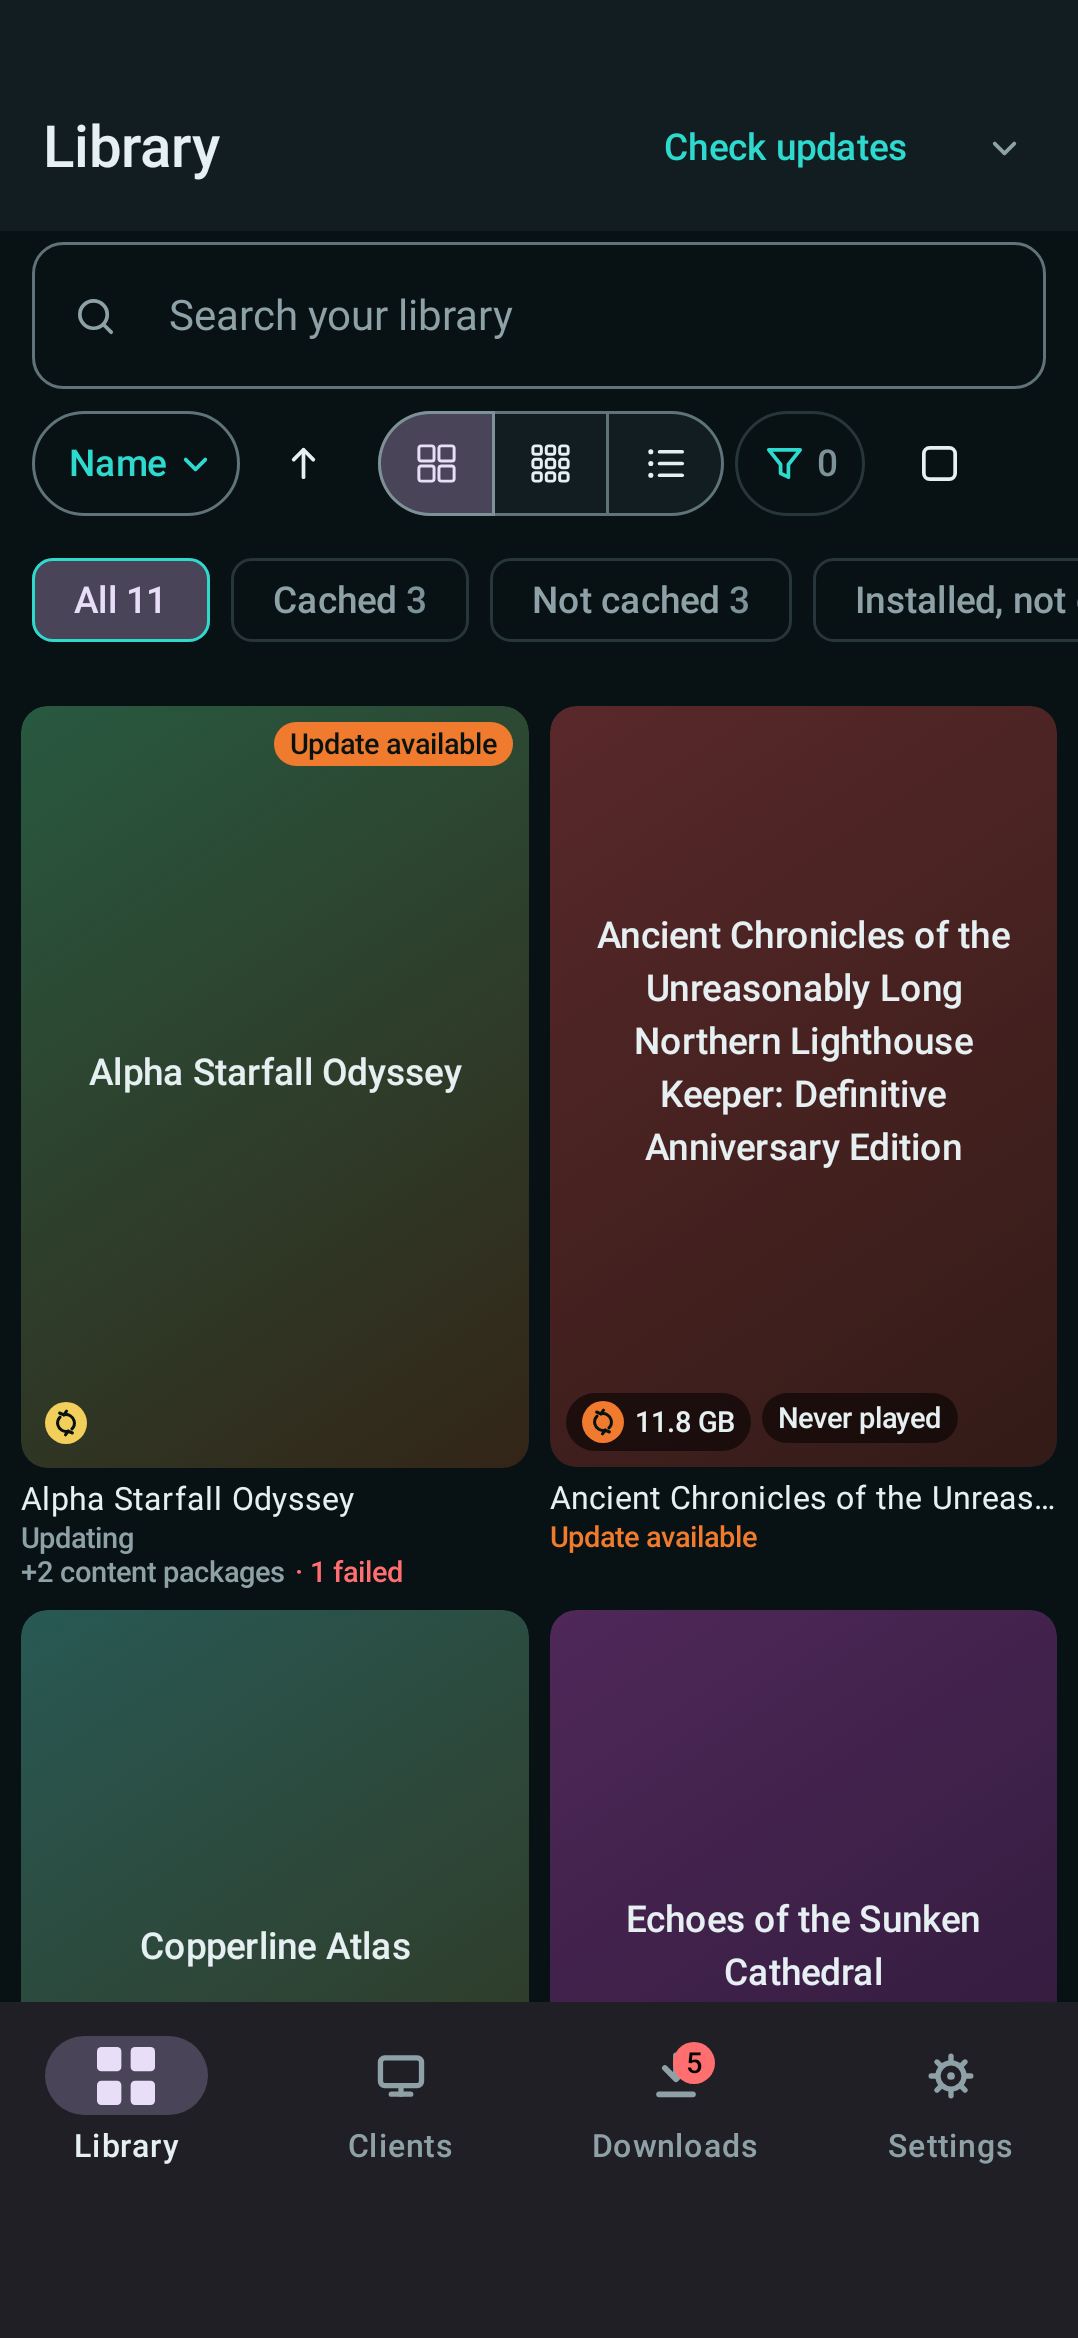 Library
Check updates
Search your library
Name
0
All 11
Cached 3
Not cached 3
Installed, not
Update available
Alpha Starfall Odyssey
Ancient Chronicles of the
Unreasonably Long
Northern Lighthouse
Keeper: Definitive
Anniversary Edition
11.8 GB
Never played
Alpha Starfall Odyssey
Updating
+2 content packages · 1 failed
Ancient Chronicles of the Unreas…
Update available
Copperline Atlas
Echoes of the Sunken
Cathedral
5
Library
Clients
Downloads
Settings